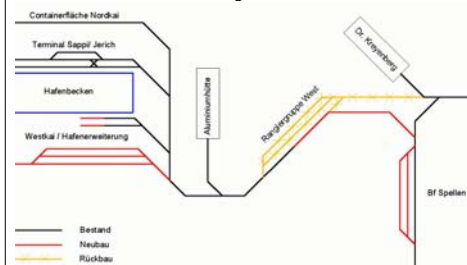 Containerfläche Nordkai
Terminal Sappi/ Jerich
Hafenbecken
Westkai / Hafenerweiterung
Aluminiumhütte
Rangiergruppe West
Dr. Kreyenberg
Bf Spellen
Bestand
Neubau
Rückbau